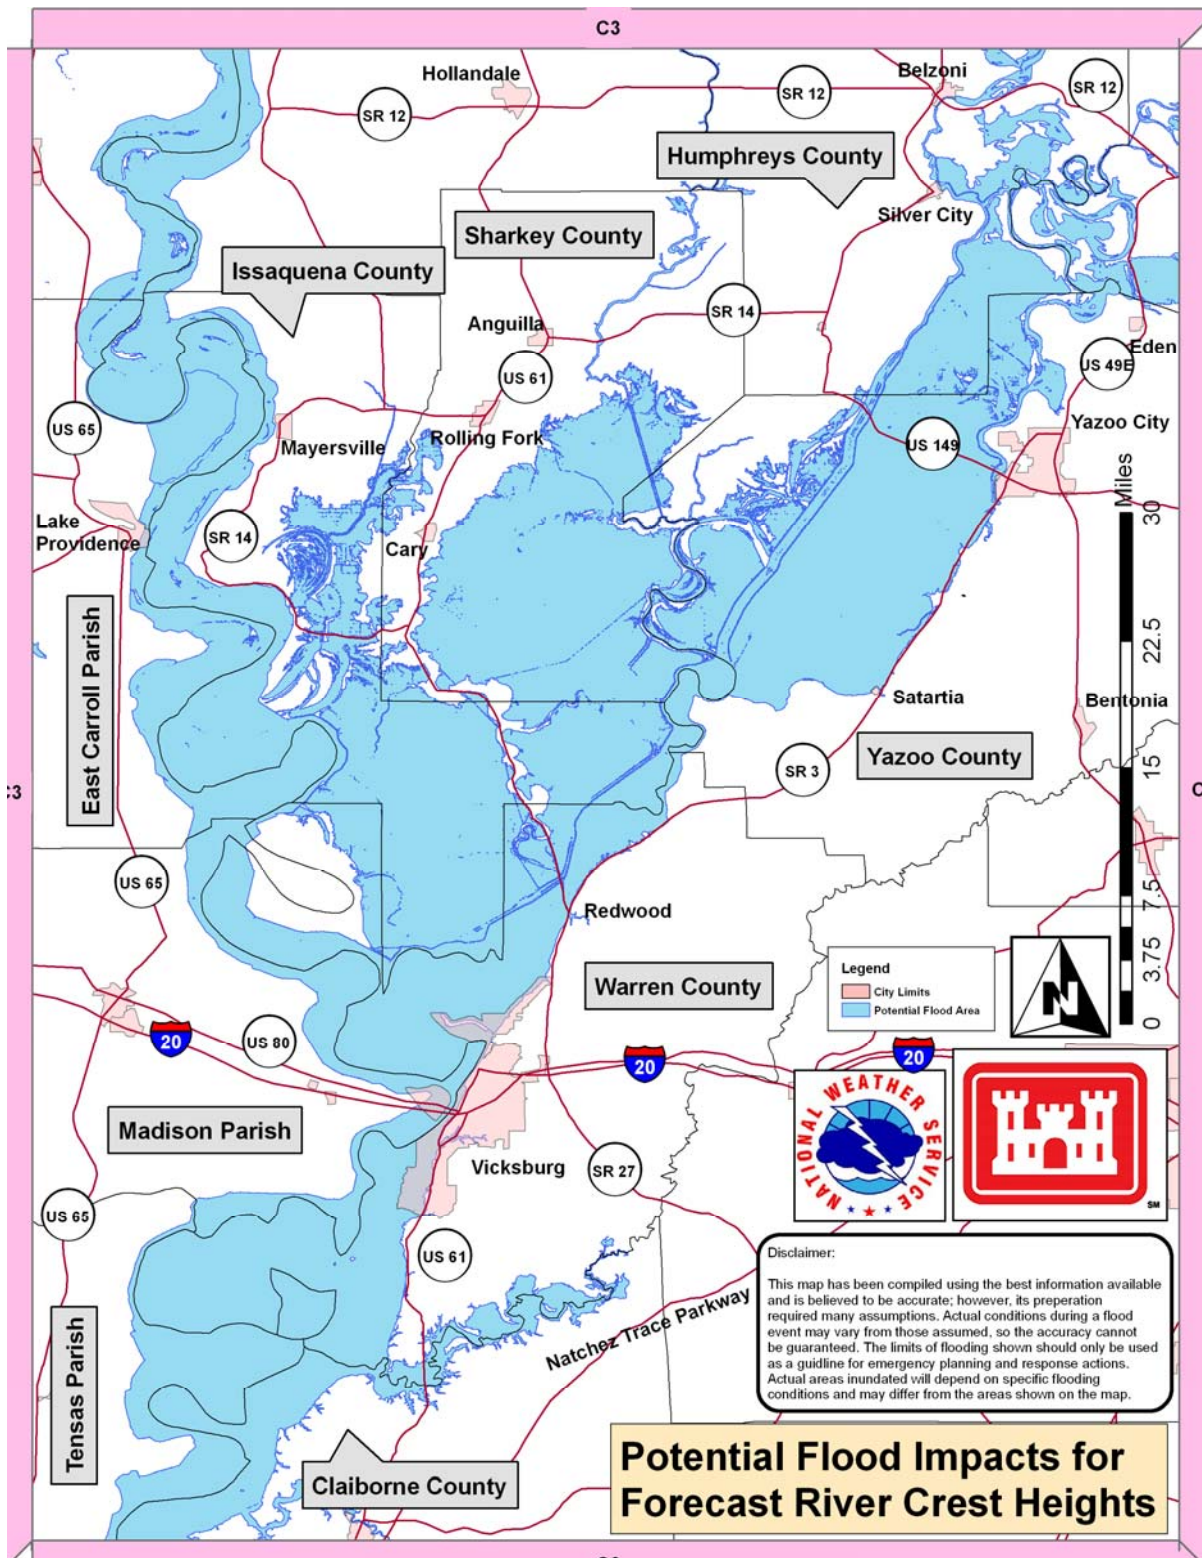 C3
Hollandale
Belzoni
SR 12
SR 12
SR 12
Humphreys County
Silver City
Sharkey County
Issaquena County
Anguilla
SR 14
Eden
US 61
US 49E
US 65
Mayersville
Rolling Fork
US 149
Yazoo City
Miles
30
Lake
Providence
SR 14
Cary
22.5
East Carroll Parish
Satartia
Bentonia
Yazoo County
SR 3
15
US 65
7.5
Redwood
Warren County
Legend
City Limits
Potential Flood Area
3.75
0
N
20
US 80
20
20
Madison Parish
Vicksburg
SR 27
NATIONAL WEATHER SERVICE
SM
US 65
US 61
Natchez Trace Parkway
Tensas Parish
Claiborne County
Disclaimer:
This map has been compiled using the best information available
and is believed to be accurate; however, its preperation
required many assumptions. Actual conditions during a flood
event may vary from those assumed, so the accuracy cannot
be guaranteed. The limits of flooding shown should only be used
as a guidline for emergency planning and response actions.
Actual areas inundated will depend on specific flooding
conditions and may differ from the areas shown on the map.
Potential Flood Impacts for
Forecast River Crest Heights